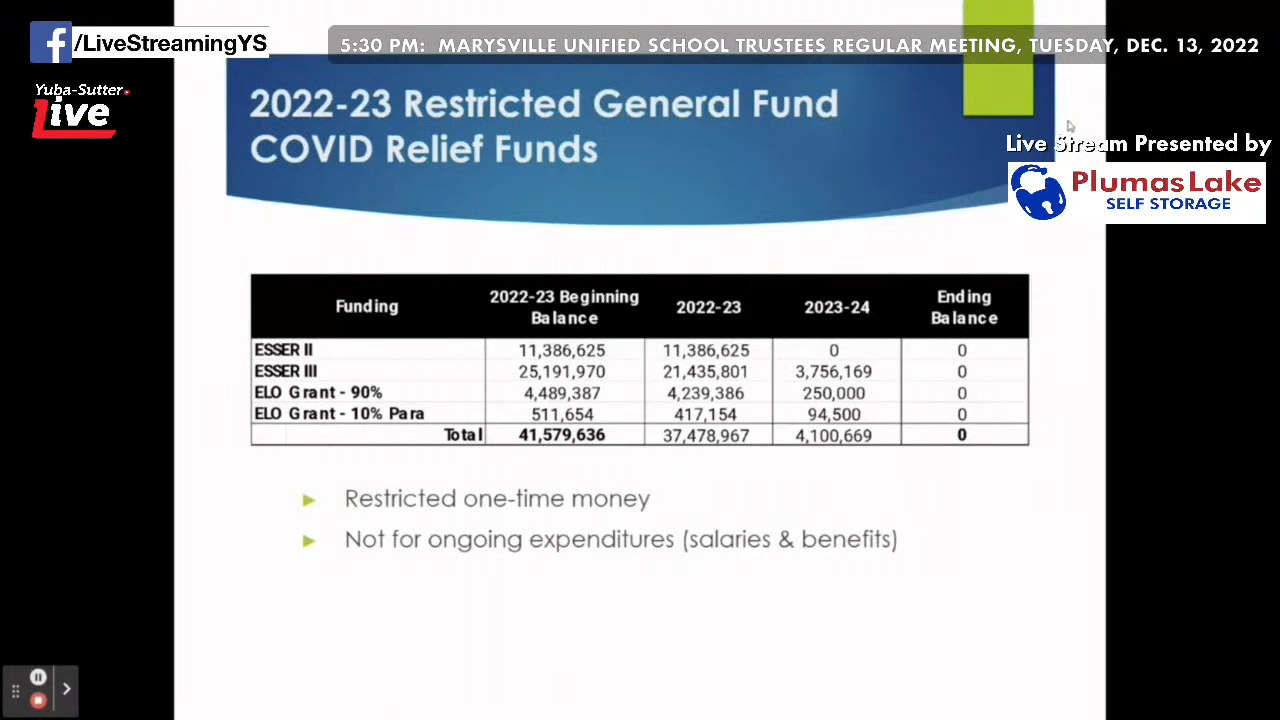 /LiveStreamingYS
5:30 PM: MARYSVILLE UNIFIED SCHOOL TRUSTEES REGULAR MEETING, TUESDAY, DEC. 13, 2022
Yuba-Sutter
Live
2022-23 Restricted General Fund
COVID Relief Funds
Live Stream Presented by
Plumas Lake
SELF STORAGE
Funding 2022-23 Beginning Balance 2022-23 2023-24 Ending Balance
ESSER II 11,386,625 11,386,625 0 0
ESSER III 25,191,970 21,435,801 3,756,169 0
ELO Grant - 90% 4,489,387 4,239,386 250,000 0
ELO Grant - 10% Para 511,654 417,154 94,500 0
Total 41,579,636 37,478,967 4,100,669 0
Restricted one-time money
Not for ongoing expenditures (salaries & benefits)